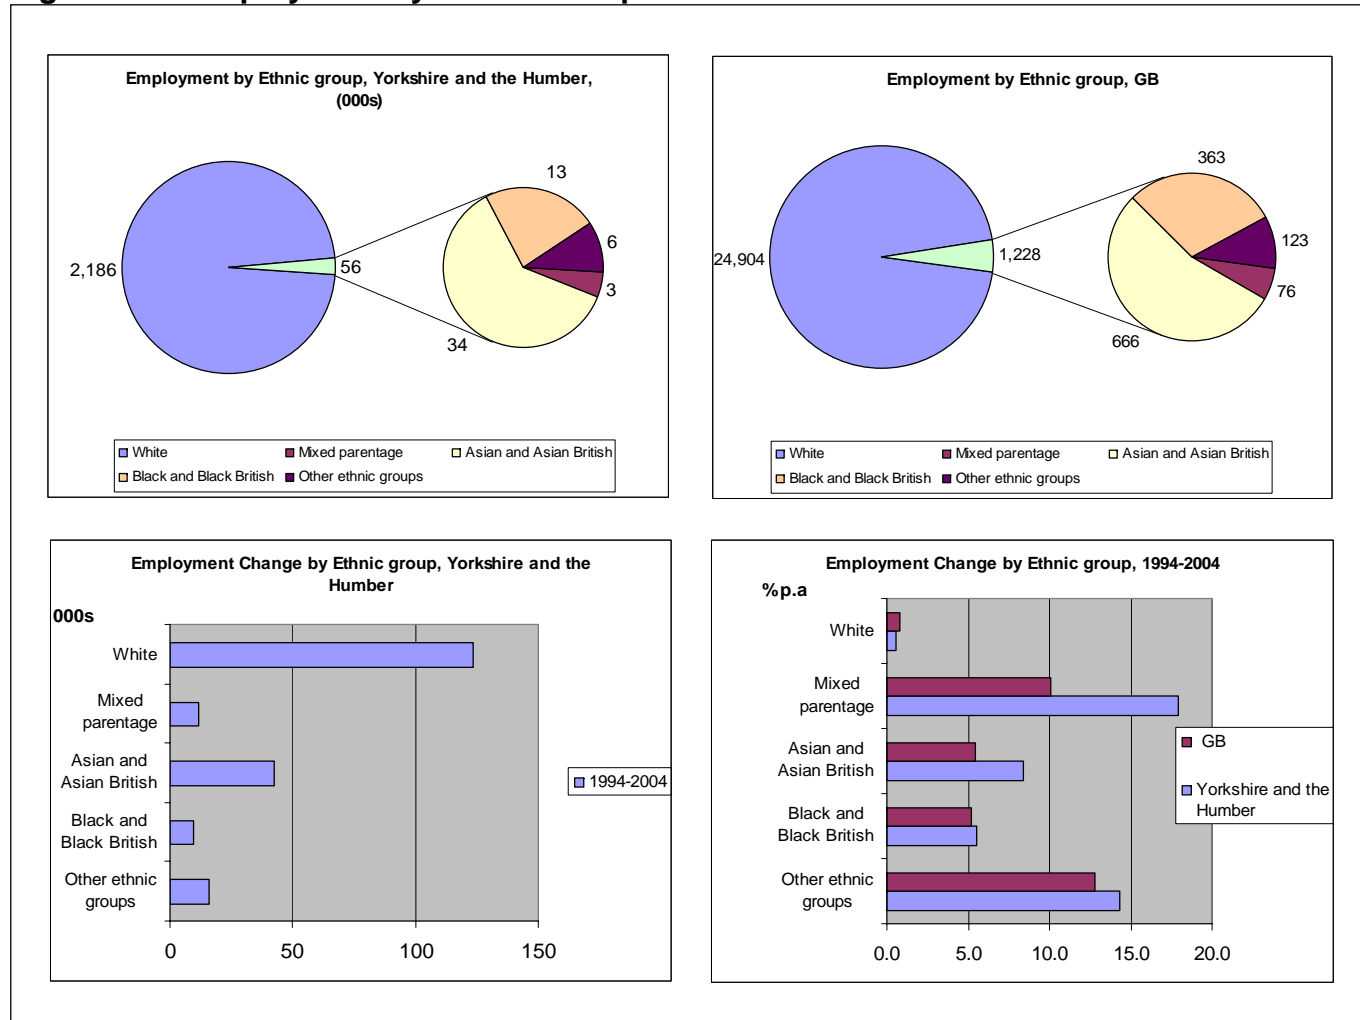 Employment by Ethnic group, Yorkshire and the Humber,
(000s)
13
6
2,186
56
3
34
White
Mixed parentage
Asian and Asian British
Black and Black British
Other ethnic groups
Employment by Ethnic group, GB
363
123
24,904
1,228
76
666
White
Mixed parentage
Asian and Asian British
Black and Black British
Other ethnic groups
Employment Change by Ethnic group, Yorkshire and the
Humber
000s
White
Mixed
parentage
Asian and
Asian British
Black and
Black British
Other ethnic
groups
0
50
100
150
1994-2004
Employment Change by Ethnic group, 1994-2004
%p.a
White
Mixed
parentage
Asian and
Asian British
Black and
Black British
Other ethnic
groups
0.0
5.0
10.0
15.0
20.0
GB
Yorkshire and the
Humber